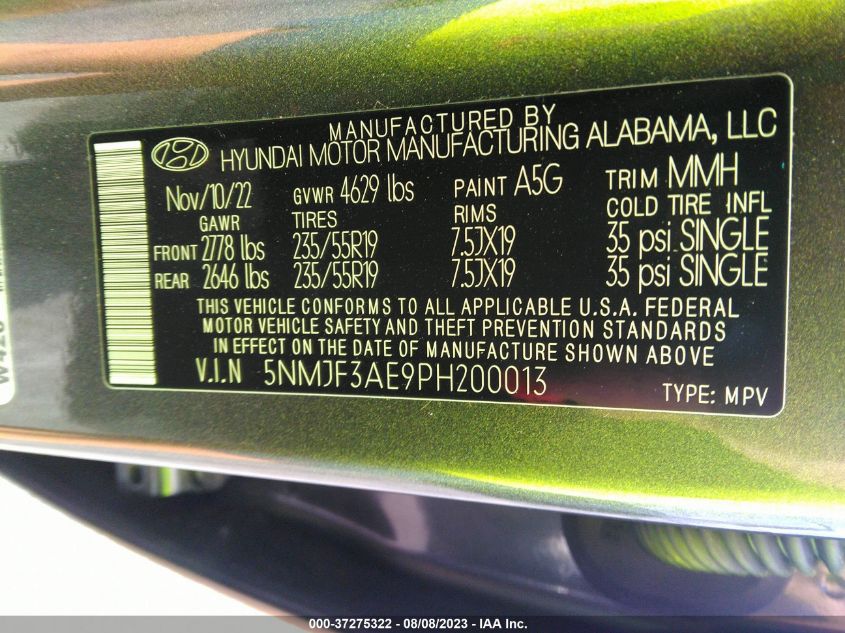 MANUFACTURED BY
HYUNDAI MOTOR MANUFACTURING ALABAMA, LLC
Nov/10/22 GVWR 4629 lbs PAINT A5G TRIM MMH
GAWR TIRES RIMS COLD TIRE INFL
FRONT 2778 lbs 235/55R19 7.5JX19 35 psi SINGLE
REAR 2646 lbs 235/55R19 7.5JX19 35 psi SINGLE
THIS VEHICLE CONFORMS TO ALL APPLICABLE U.S.A. FEDERAL
MOTOR VEHICLE SAFETY AND THEFT PREVENTION STANDARDS
IN EFFECT ON THE DATE OF MANUFACTURE SHOWN ABOVE
V.I.N 5NMJF3AE9PH200013
TYPE: MPV
000-37275322 - 08/08/2023 - IAA Inc.